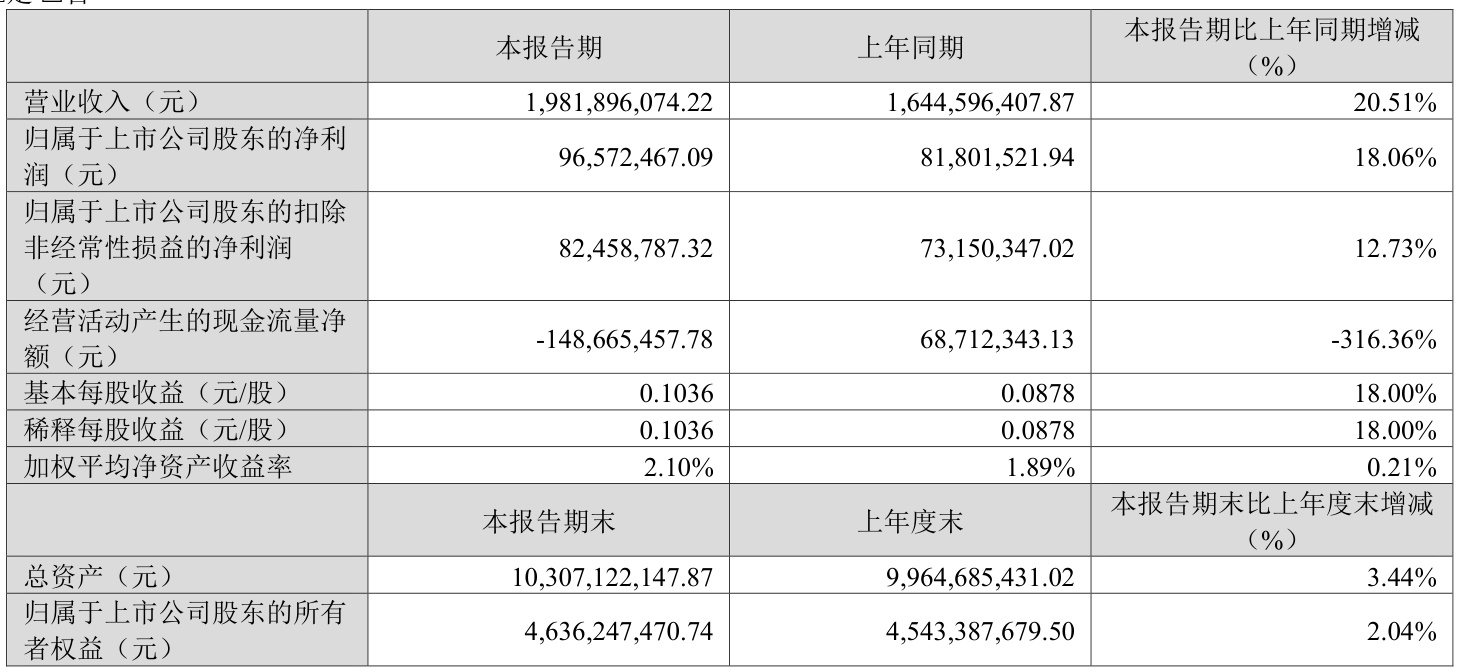 本报告期 上年同期 本报告期比上年同期增减
（%）
营业收入（元） 1,981,896,074.22 1,644,596,407.87 20.51%
归属于上市公司股东的净利
润（元） 96,572,467.09 81,801,521.94 18.06%
归属于上市公司股东的扣除
非经常性损益的净利润
（元） 82,458,787.32 73,150,347.02 12.73%
经营活动产生的现金流量净
额（元） -148,665,457.78 68,712,343.13 -316.36%
基本每股收益（元/股） 0.1036 0.0878 18.00%
稀释每股收益（元/股） 0.1036 0.0878 18.00%
加权平均净资产收益率 2.10% 1.89% 0.21%
本报告期末 上年度末 本报告期末比上年度末增减
（%）
总资产（元） 10,307,122,147.87 9,964,685,431.02 3.44%
归属于上市公司股东的所有
者权益（元） 4,636,247,470.74 4,543,387,679.50 2.04%